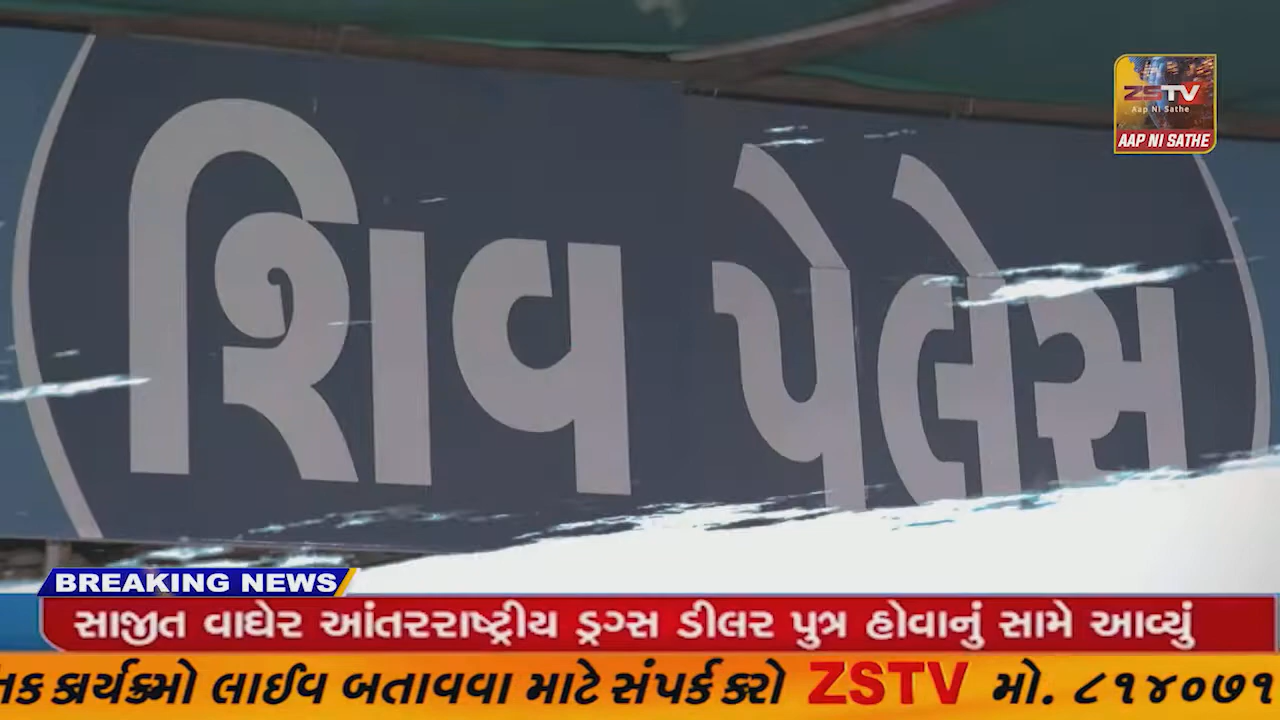 ZSTV
Aap Ni Sathe
AAP NI SATHE
શિવ પેલેસ
BREAKING NEWS
સાજીત વાઘેર આંતરરાષ્ટ્રીય ડ્રગ્સ ડીલર પુત્ર હોવાનું સામે આવ્યું
કાર્યક્રમો લાઈવ બતાવવા માટે સંપર્ક કરો ZSTV મો. ૮૧૪૦૭૧